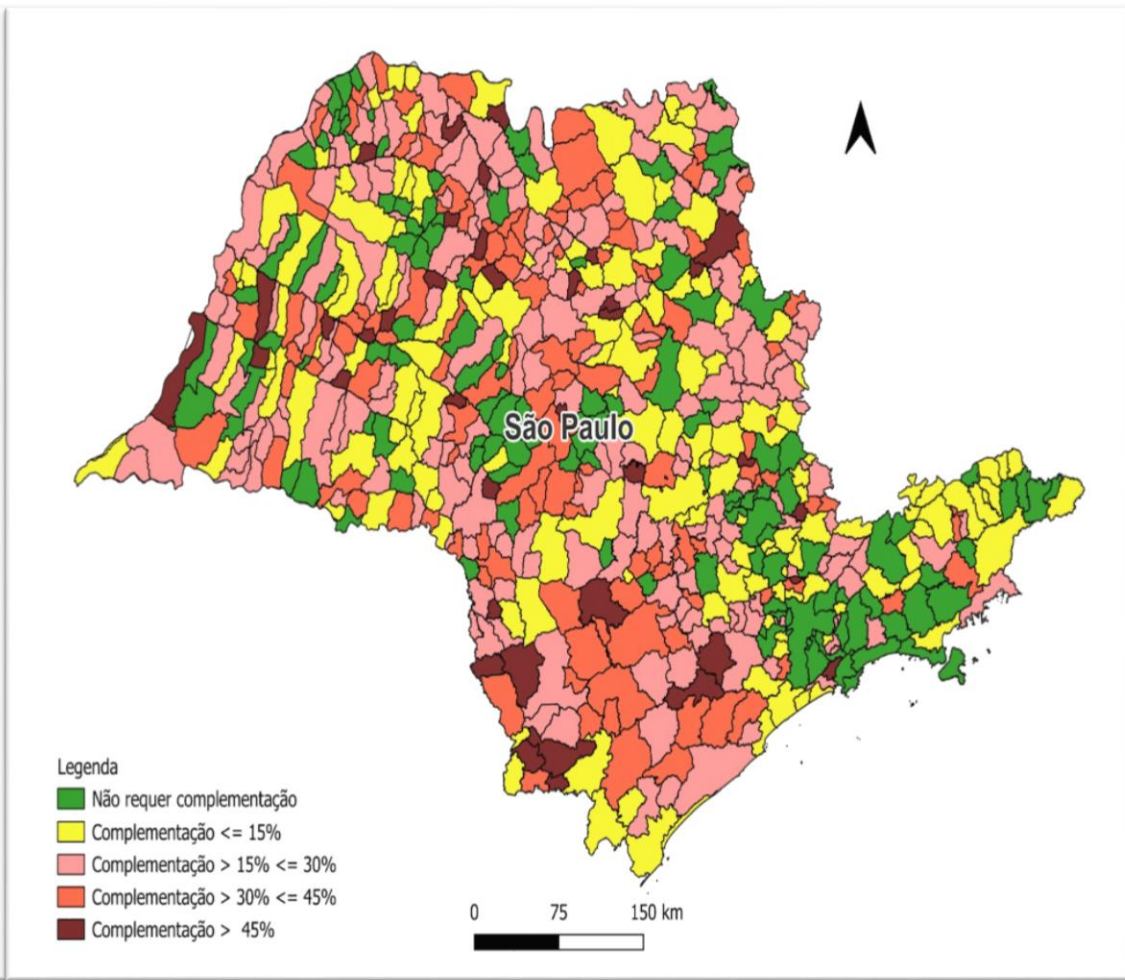 São Paulo
Legenda
Não requer complementação
Complementação <= 15%
Complementação > 15% <= 30%
Complementação > 30% <= 45%
Complementação > 45%
0 75 150 km